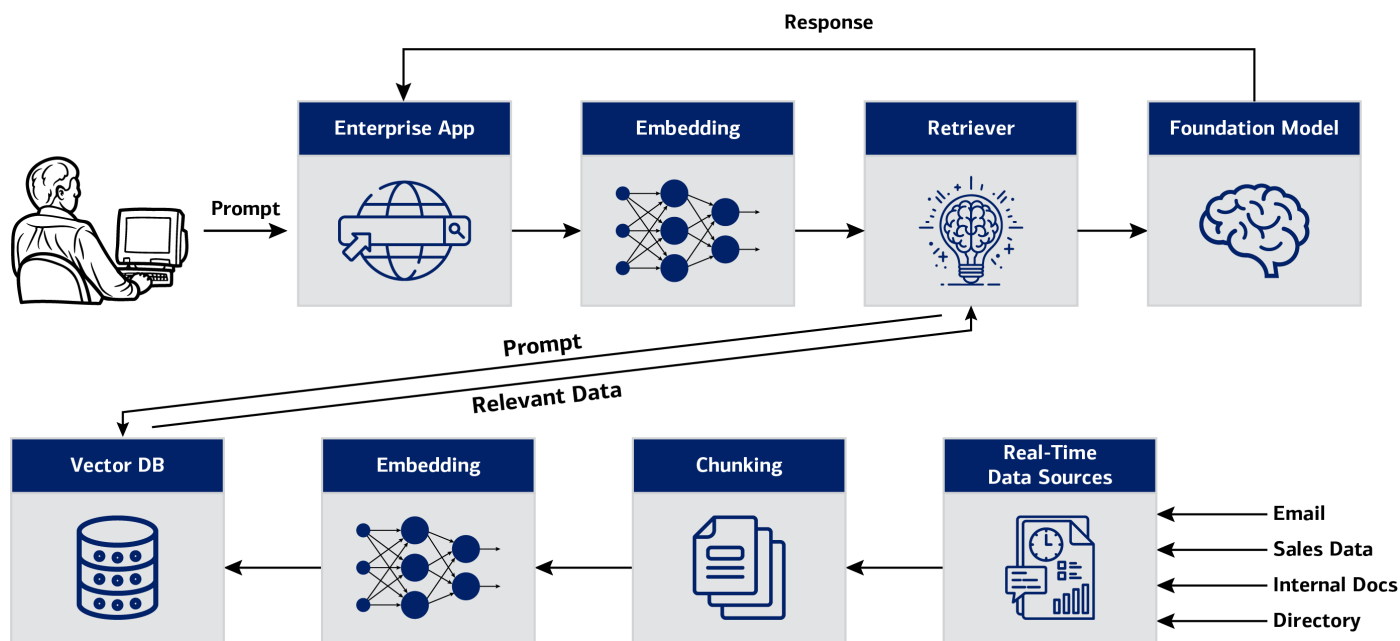 Response
Enterprise App
Embedding
Retriever
Foundation Model
Prompt
Prompt
Relevant Data
Vector DB
Embedding
Chunking
Real-Time
Data Sources
Email
Sales Data
Internal Docs
Directory